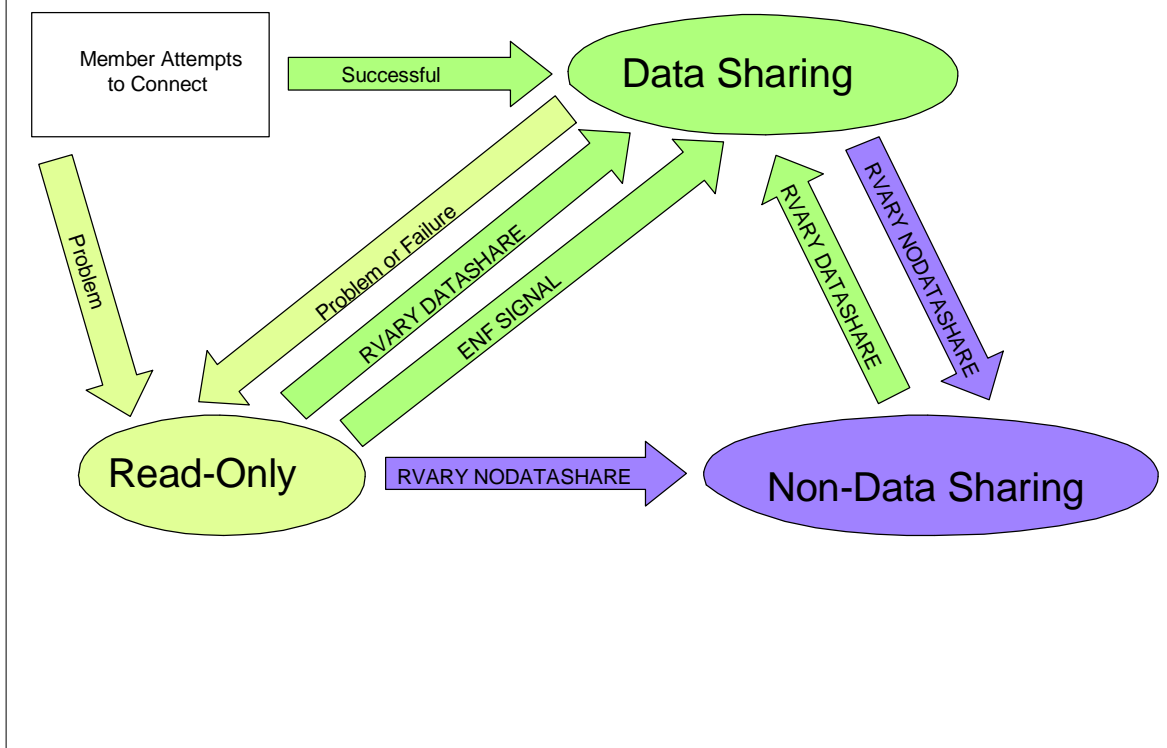 Member Attempts
to Connect
Successful
Data Sharing
Problem
Problem or Failure
RVARY DATASHARE
ENF SIGNAL
RVARY DATASHARE
RVARY NODATASHARE
Read-Only
RVARY NODATASHARE
Non-Data Sharing